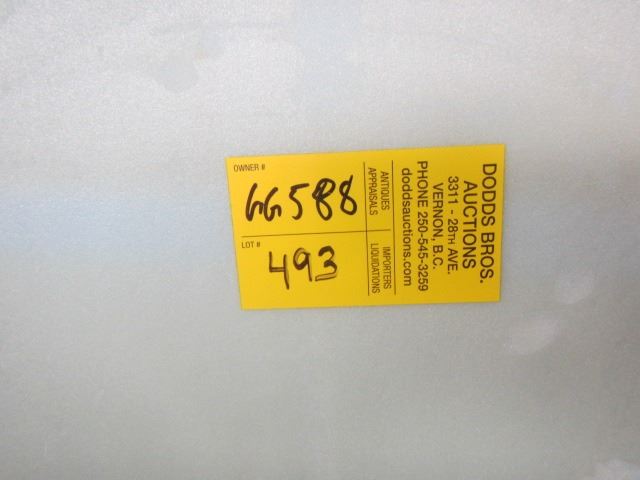 OWNER #
GG588
LOT #
493
DODDS BROS.
AUCTIONS
3311 - 28TH AVE.
VERNON, B.C.
PHONE 250-545-3259
doddsauctions.com
ANTIQUES IMPORTERS
APPRAISALS LIQUIDATIONS